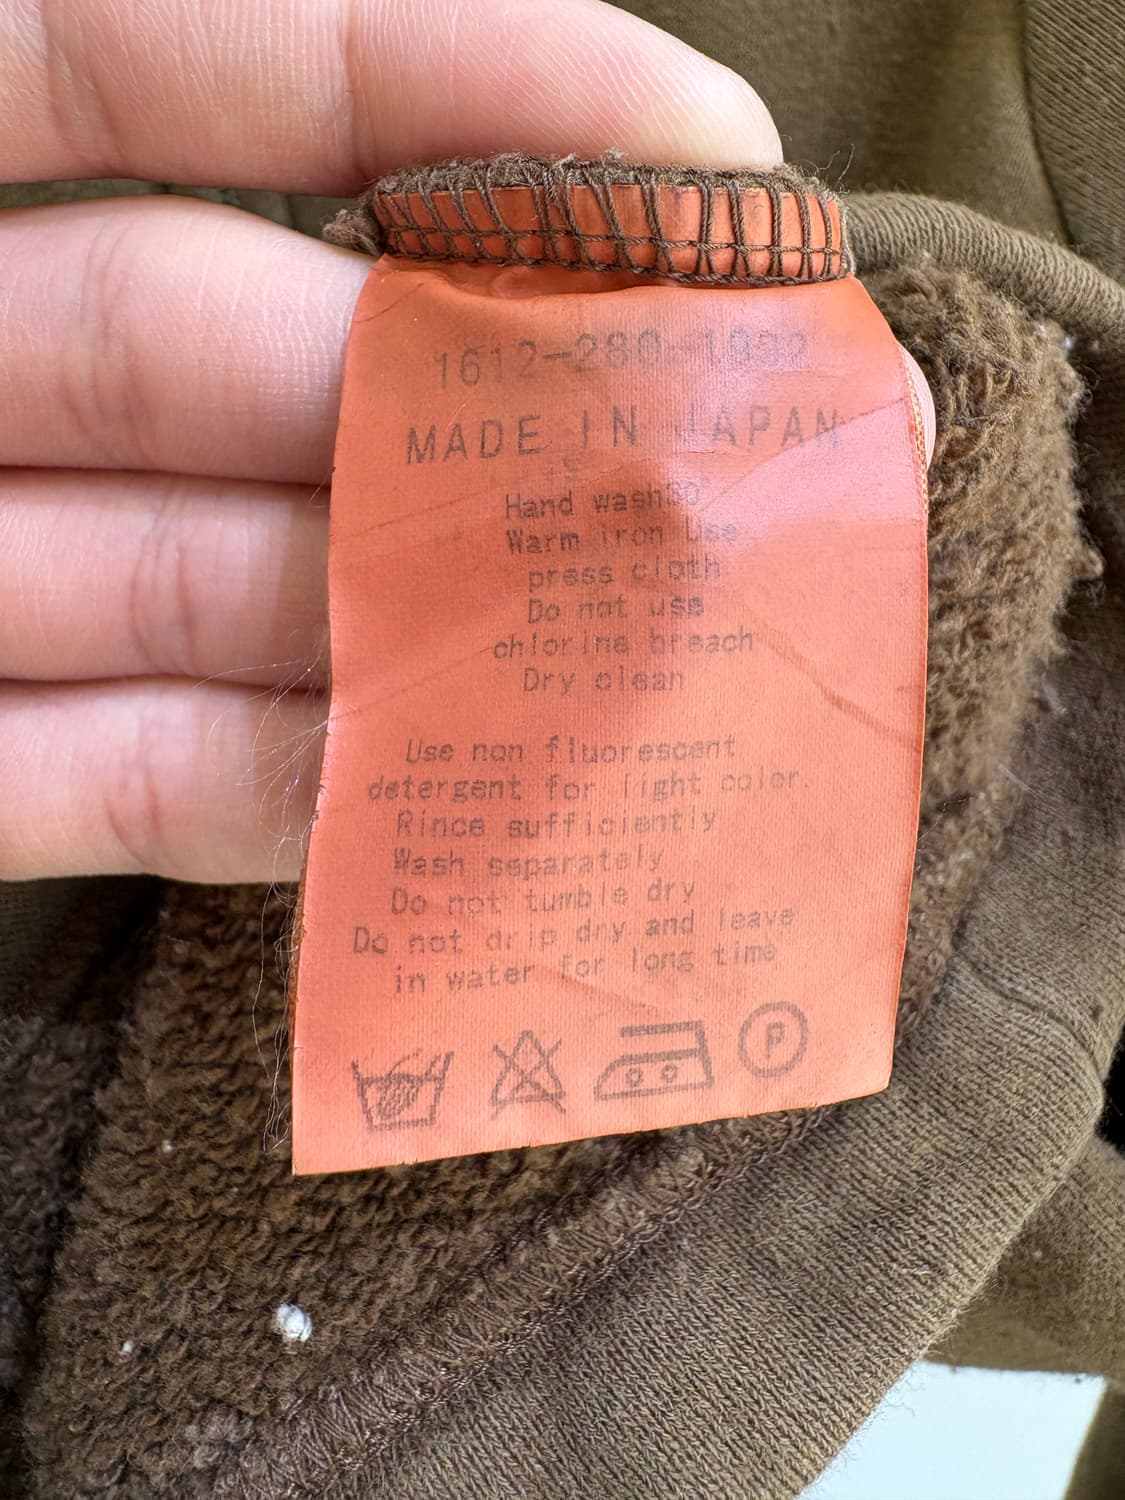 1612-280-1092
MADE IN JAPAN
Hand wash30°
Warm iron Use
press cloth
Do not use
chlorine breach
Dry clean
Use non fluorescent
detergent for light color
Rince sufficiently
Wash separately
Do not tumble dry
Do not drip dry and leave
in water for long time
P